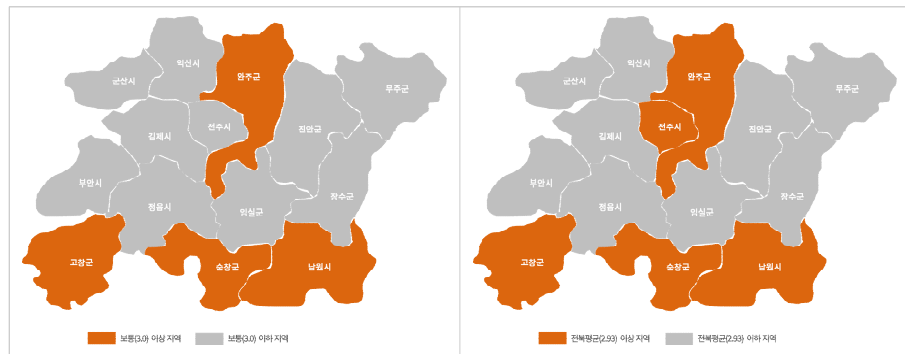 익산시
완주군
군산시
무주군
김제시
전수시
진안군
부안시
정읍시
임실군
장수군
고창군
순창군
남원시
보통(3.0) 이상 지역
보통(3.0) 이하 지역
익산시
완주군
군산시
무주군
김제시
전수시
진안군
부안시
정읍시
임실군
장수군
고창군
순창군
남원시
전북평균(2.93) 이상 지역
전북평균(2.93) 이하 지역